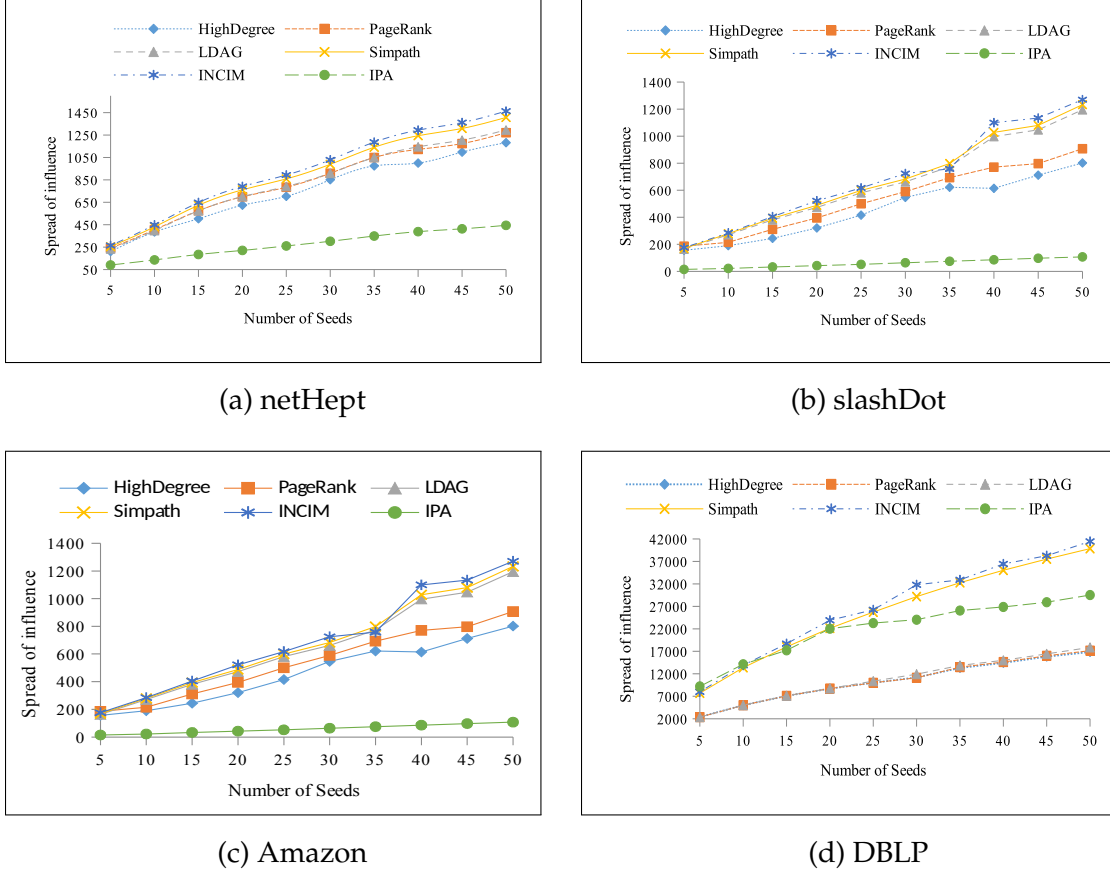 HighDegree PageRank
LDAG Simpath
INCIM IPA
1450
1250
1050
850
650
450
250
50
Spread of influence
5 10 15 20 25 30 35 40 45 50
Number of Seeds
(a) netHept
HighDegree PageRank LDAG
Simpath INCIM IPA
1400
1200
1000
800
600
400
200
0
Spread of influence
5 10 15 20 25 30 35 40 45 50
Number of Seeds
(b) slashDot
HighDegree PageRank LDAG
Simpath INCIM IPA
1400
1200
1000
800
600
400
200
0
Spread of influence
5 10 15 20 25 30 35 40 45 50
Number of Seeds
(c) Amazon
HighDegree PageRank LDAG
Simpath INCIM IPA
42000
37000
32000
27000
22000
17000
12000
7000
2000
Spread of influence
5 10 15 20 25 30 35 40 45 50
Number of Seeds
(d) DBLP